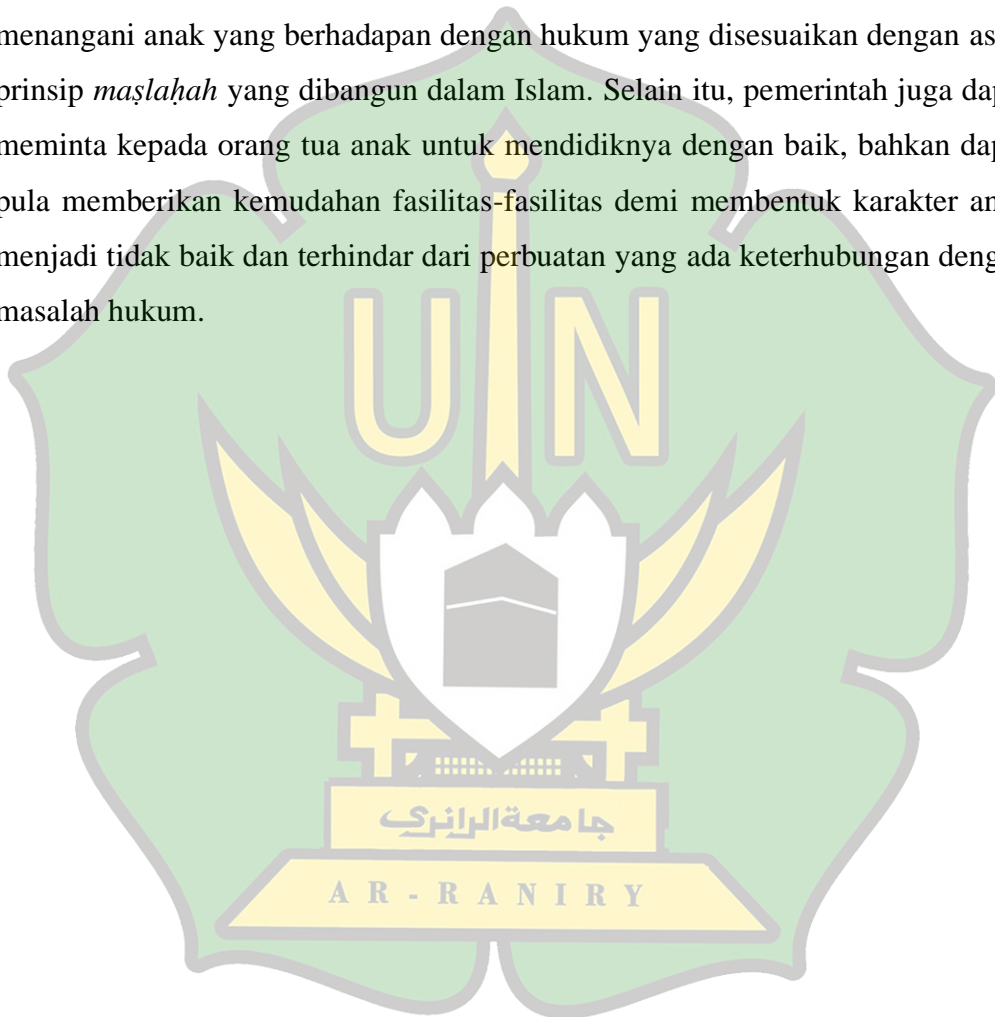 menangani anak yang berhadapan dengan hukum yang disesuaikan dengan as
prinsip maṣlaḥah yang dibangun dalam Islam. Selain itu, pemerintah juga dap
meminta kepada orang tua anak untuk mendidiknya dengan baik, bahkan dap
pula memberikan kemudahan fasilitas-fasilitas demi membentuk karakter an
menjadi tidak baik dan terhindar dari perbuatan yang ada keterhubungan deng
masalah hukum.
UIN
جامعة الرانري
AR-RANIRY